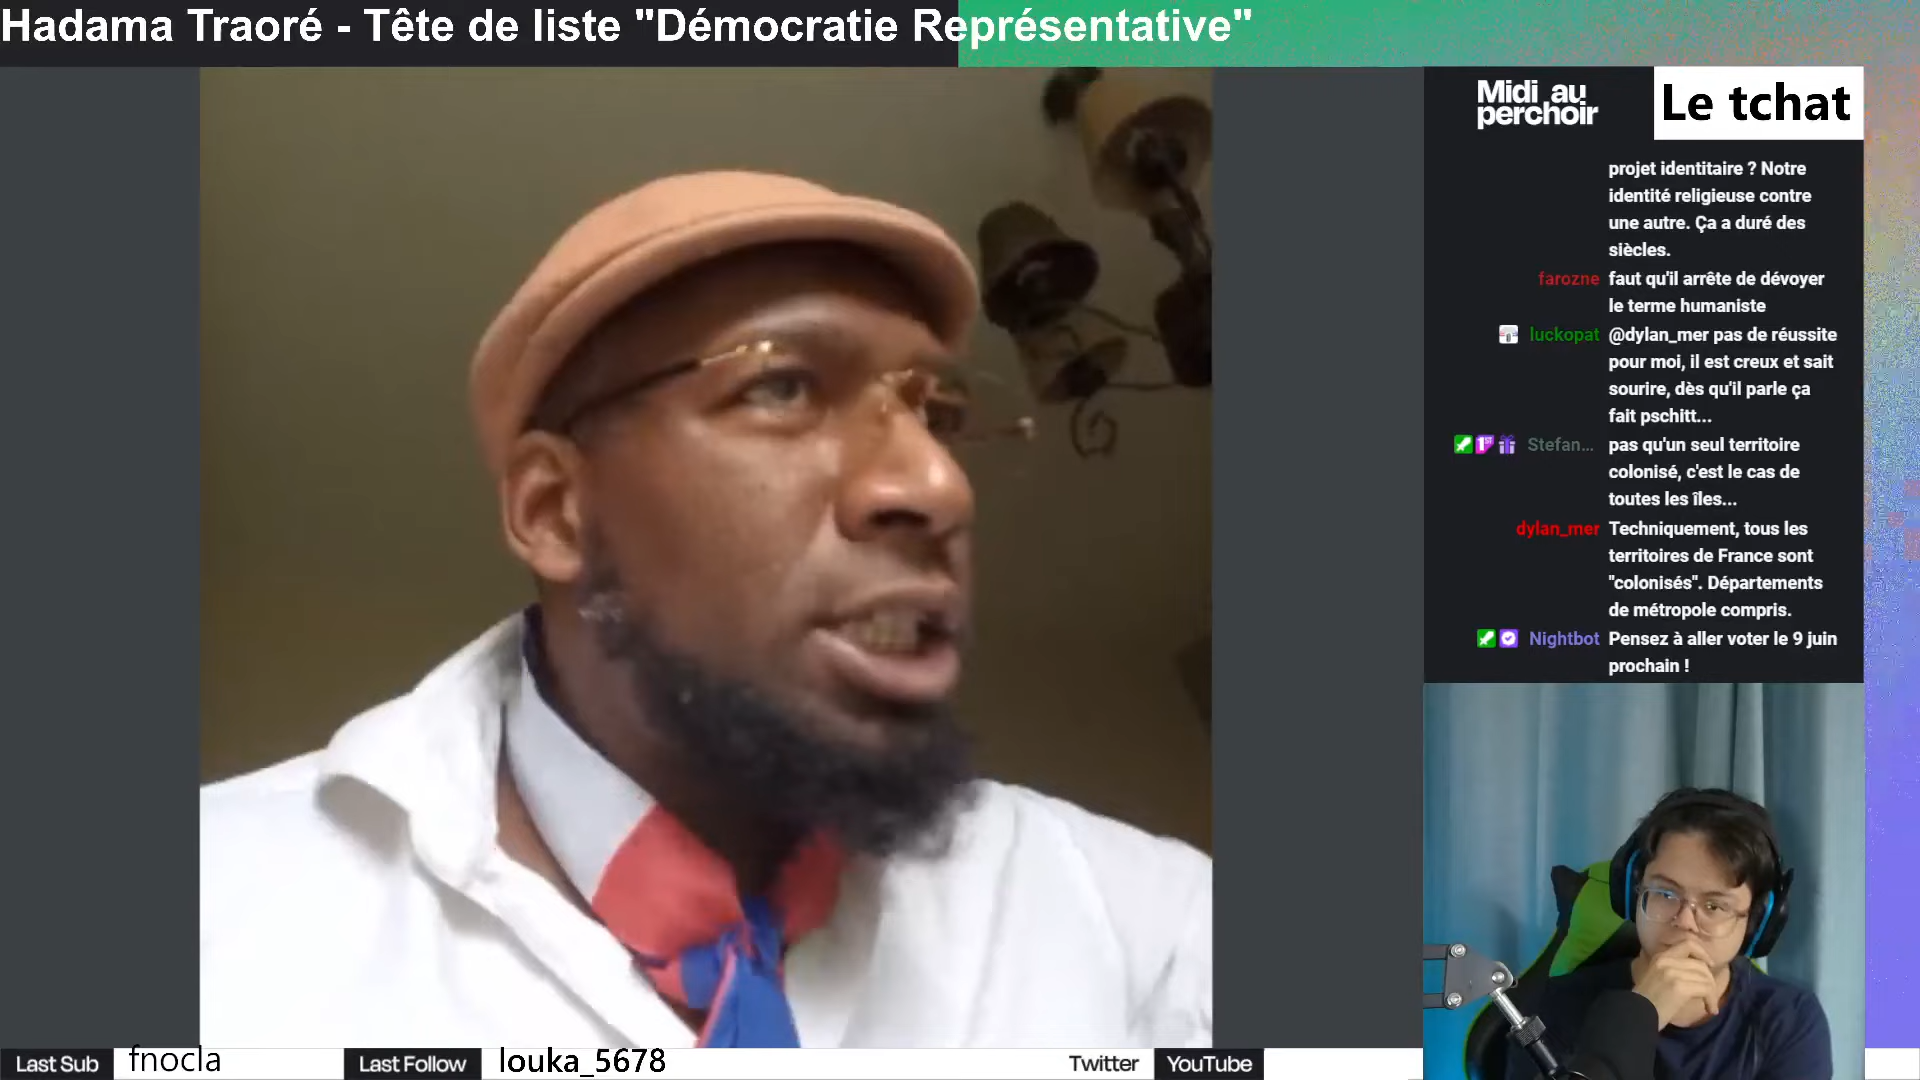 Hadama Traoré - Tête de liste "Démocratie Représentative"
Midi au
perchoir
Le tchat
projet identitaire ? Notre
identité religieuse contre
une autre. Ça a duré des
siècles.
farozne faut qu'il arrête de dévoyer
le terme humaniste
luckopat @dylan_mer pas de réussite
pour moi, il est creux et sait
sourire, dès qu'il parle ça
fait pschitt...
1ST Stefan... pas qu'un seul territoire
colonisé, c'est le cas de
toutes les îles...
dylan_mer Techniquement, tous les
territoires de France sont
"colonisés". Départements
de métropole compris.
Nightbot Pensez à aller voter le 9 juin
prochain !
Last Sub fnocla Last Follow louka_5678 Twitter YouTube